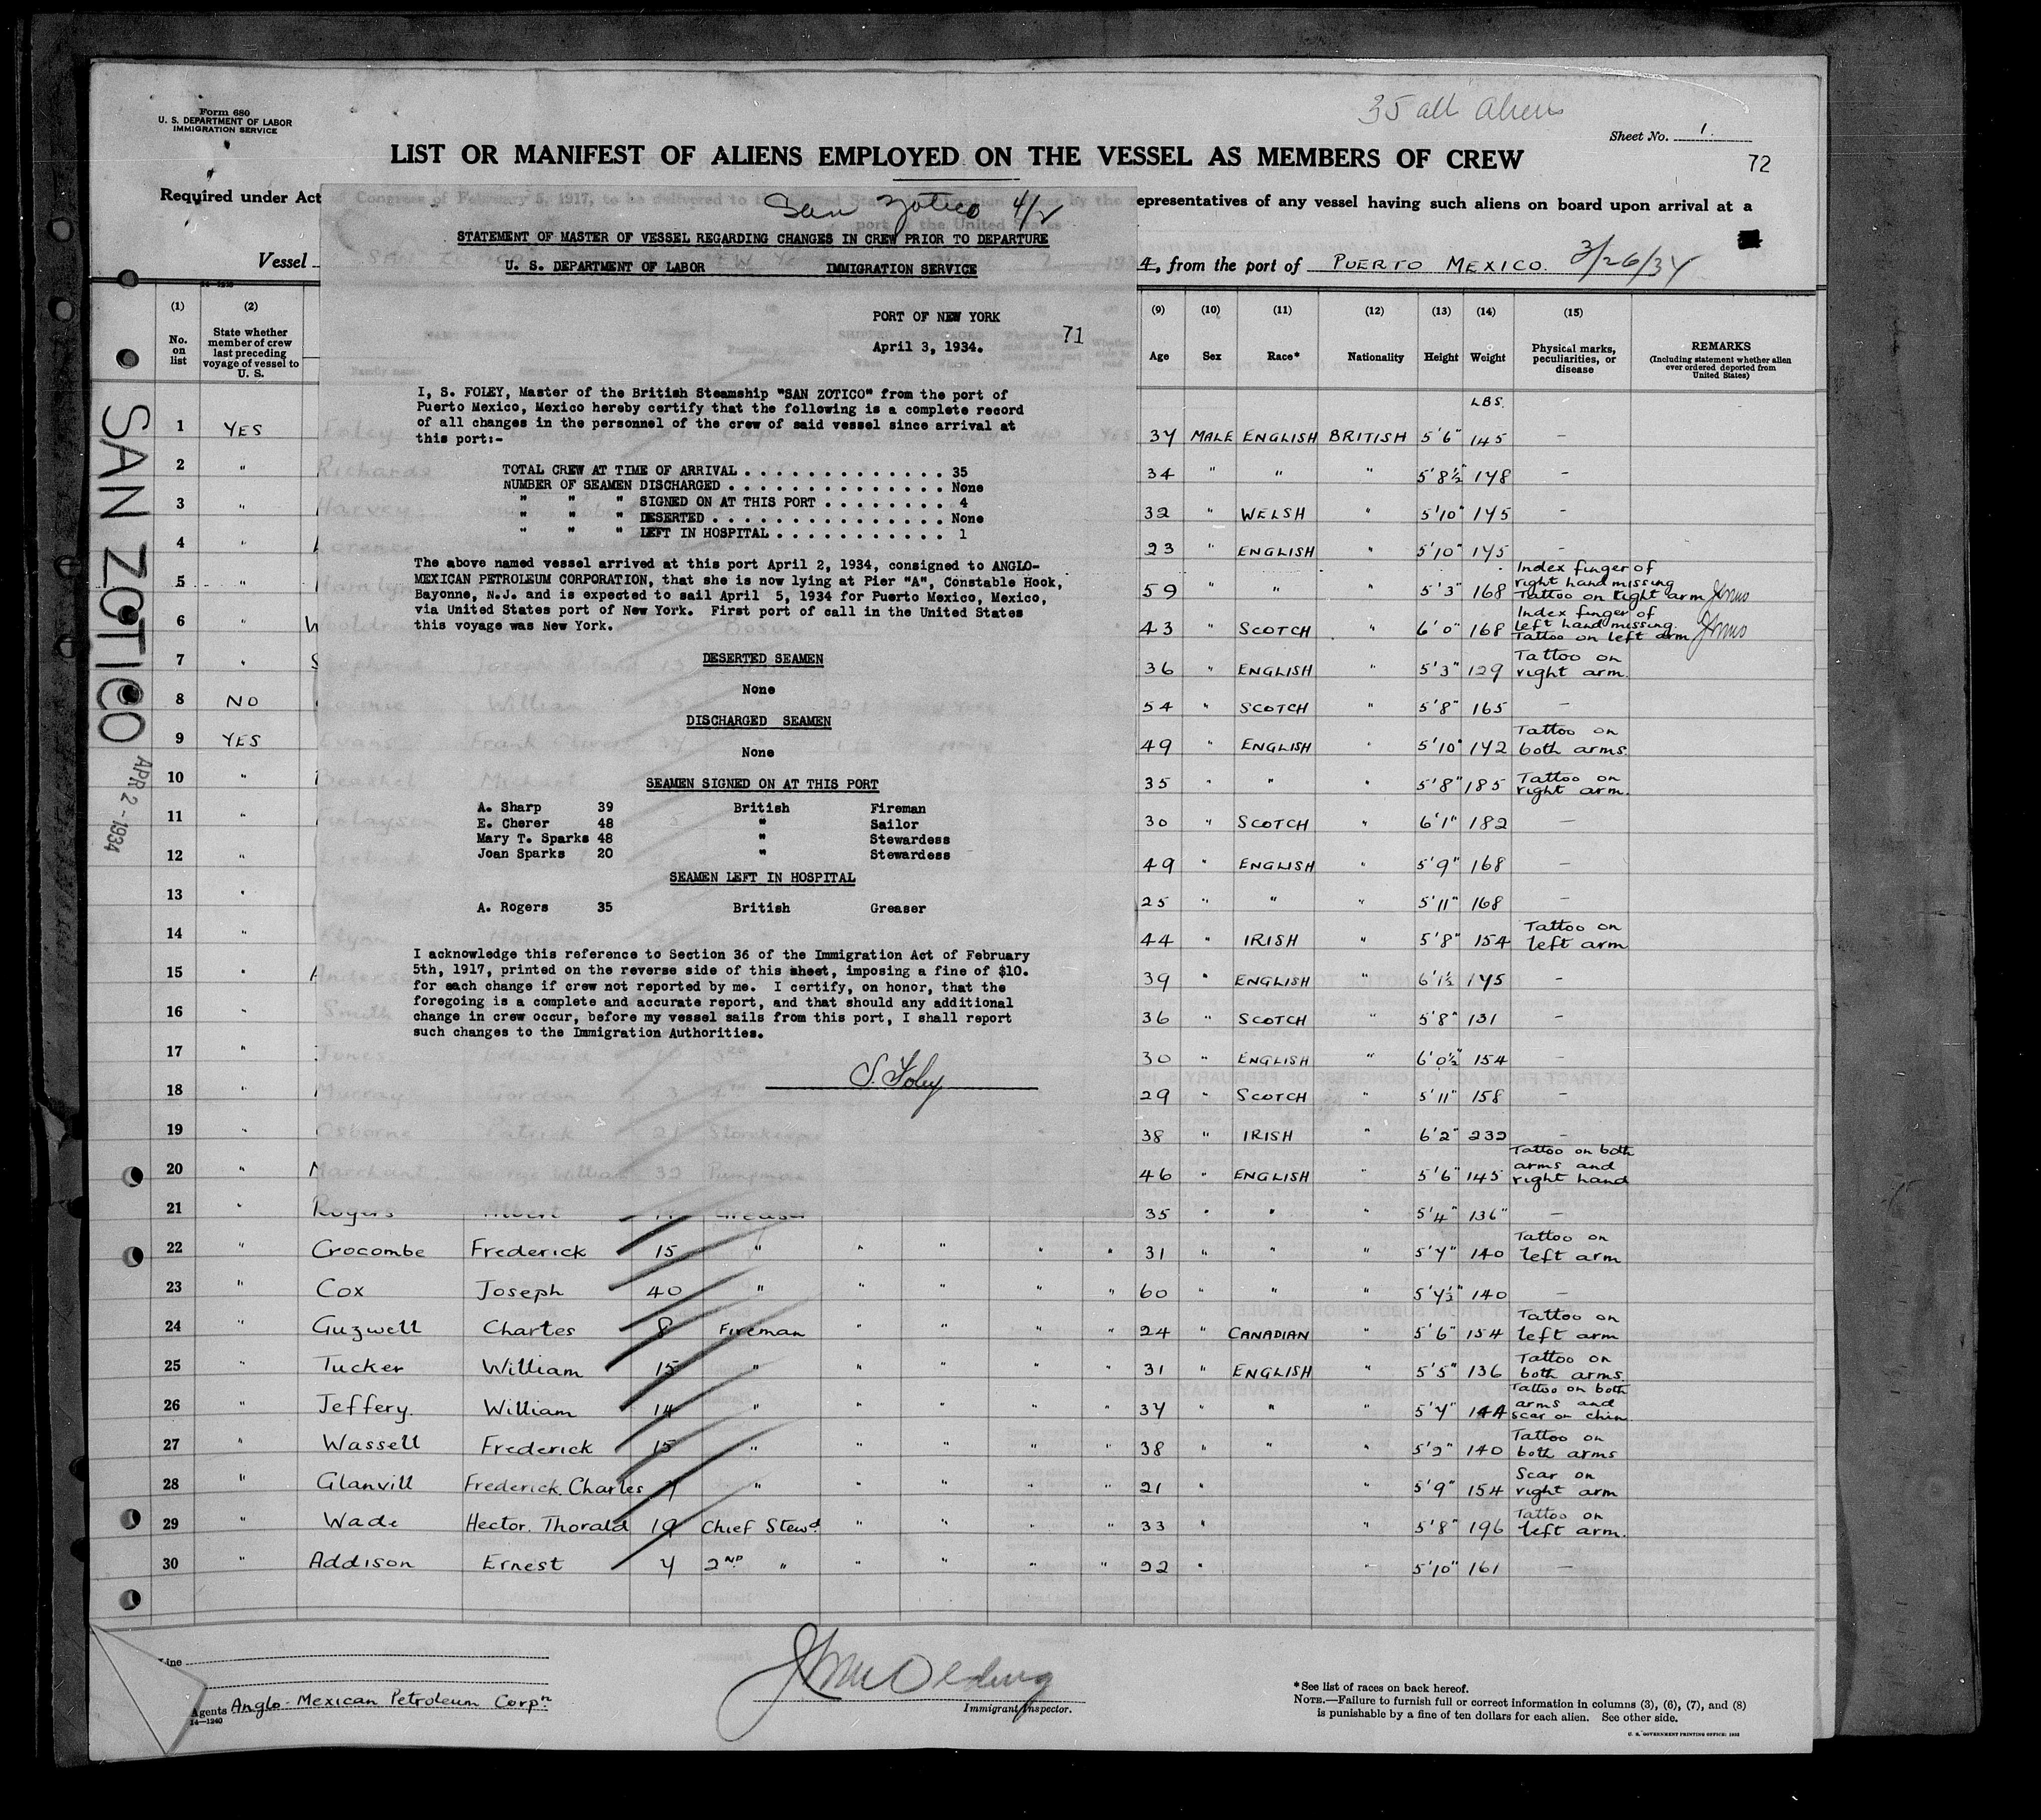 Form 680
U. S. DEPARTMENT OF LABOR
IMMIGRATION SERVICE
35 all Aliens
Sheet No. 1.
LIST OR MANIFEST OF ALIENS EMPLOYED ON THE VESSEL AS MEMBERS OF CREW
72
Required under Act
epresentatives of any vessel having such aliens on board upon arrival at a
Vessel
4, from the port of PUERTO MEXICO. 3/26/34
San Zotico 4/2
STATEMENT OF MASTER OF VESSEL REGARDING CHANGES IN CREW PRIOR TO DEPARTURE
U. S. DEPARTMENT OF LABOR IMMIGRATION SERVICE
PORT OF NEW YORK
71
April 3, 1934.
I, S. FOLEY, Master of the British Steamship "SAN ZOTICO" from the port of
Puerto Mexico, Mexico hereby certify that the following is a complete record
of all changes in the personnel of the crew of said vessel since arrival at
this port:-
TOTAL CREW AT TIME OF ARRIVAL . . . . . . . . . . . . . 35
NUMBER OF SEAMEN DISCHARGED . . . . . . . . . . . . . . None
" " " SIGNED ON AT THIS PORT . . . . . . . . 4
" " " DESERTED . . . . . . . . . . . . . . . None
" " " LEFT IN HOSPITAL . . . . . . . . . . . 1
The above named vessel arrived at this port April 2, 1934, consigned to ANGLO-
MEXICAN PETROLEUM CORPORATION, that she is now lying at Pier "A", Constable Hook,
Bayonne, N.J. and is expected to sail April 5, 1934 for Puerto Mexico, Mexico,
via United States port of New York. First port of call in the United States
this voyage was New York.
DESERTED SEAMEN
None
DISCHARGED SEAMEN
None
SEAMEN SIGNED ON AT THIS PORT
A. Sharp 39 British Fireman
E. Cherer 48 " Sailor
Mary T. Sparks 48 " Stewardess
Joan Sparks 20 " Stewardess
SEAMEN LEFT IN HOSPITAL
A. Rogers 35 British Greaser
I acknowledge this reference to Section 36 of the Immigration Act of February
5th, 1917, printed on the reverse side of this sheet, imposing a fine of $10.
for each change if crew not reported by me. I certify, on honor, that the
foregoing is a complete and accurate report, and that should any additional
change in crew occur, before my vessel sails from this port, I shall report
such changes to the Immigration Authorities.
S. Foley
SAN ZOTICO
APR 2 - 1934
(1) (2) (9) (10) (11) (12) (13) (14) (15)
No. on list
State whether member of crew last preceding voyage of vessel to U. S.
Age Sex Race* Nationality Height Weight
Physical marks, peculiarities, or disease
REMARKS
(Including statement whether alien ever ordered deported from United States)
LBS.
1 YES 37 MALE ENGLISH BRITISH 5'6" 145 —
2 " 34 " " " 5'8½" 148 —
3 " 32 " WELSH " 5'10" 145 —
4 " 23 " ENGLISH " 5'10" 145 —
5 " 59 " " " 5'3" 168 Index finger of right hand missing Tattoo on right arm
6 " 43 " SCOTCH " 6'0" 168 Index finger of left hand missing. Tattoo on left arm
7 " 36 " ENGLISH " 5'3" 129 Tattoo on right arm.
8 NO 54 " SCOTCH " 5'8" 165 —
9 YES 49 " ENGLISH " 5'10" 142 Tattoo on both arms.
10 " 35 " " " 5'8" 185 Tattoo on right arm.
11 " 30 " SCOTCH " 6'1" 182 —
12 " 49 " ENGLISH " 5'9" 168 —
13 " 25 " " " 5'11" 168 —
14 " 44 " IRISH " 5'8" 154 Tattoo on left arm
15 " 39 " ENGLISH " 6'1½ 145 —
16 " 36 " SCOTCH " 5'8" 131 —
17 " 30 " ENGLISH " 6'0½" 154 —
18 " 29 " SCOTCH " 5'11" 158 —
19 " 38 " IRISH " 6'2" 232 —
20 " 46 " ENGLISH " 5'6" 145 Tattoo on both arms and right hand
21 " Rogers Albert Greaser 35 " " " 5'4" 136 —
22 " Crocombe Frederick 15 " " " " " 31 " " " 5'4" 140 Tattoo on left arm
23 " Cox Joseph 40 " " " " " 60 " " " 5'4½" 140 —
24 " Guzwell Charles 8 Fireman " " " " 24 " CANADIAN " 5'6" 154 Tattoo on left arm
25 " Tucker William 15 " " " " " 31 " ENGLISH " 5'5" 136 Tattoo on both arms.
26 " Jeffery. William 14 " " " " " 37 " " " 5'4" 144 Tattoo on both arms and scar on chin
27 " Wassell Frederick 15 " " " " " 38 " " " 5'2" 140 Tattoo on both arms
28 " Glanvill Frederick Charles 4 " " " " " 21 " " 5'9" 154 Scar on right arm
29 " Wade Hector. Thorald 19 Chief Stewd. " " " " 33 " " 5'8" 196 Tattoo on left arm.
30 " Addison Ernest 4 2ND " " " " " 22 " " 5'10" 161 —
Line
Agents Anglo-Mexican Petroleum Corpn.
14—1240
Immigrant Inspector.
*See list of races on back hereof.
NOTE.—Failure to furnish full or correct information in columns (3), (6), (7), and (8)
is punishable by a fine of ten dollars for each alien. See other side.
U. S. GOVERNMENT PRINTING OFFICE: 1932